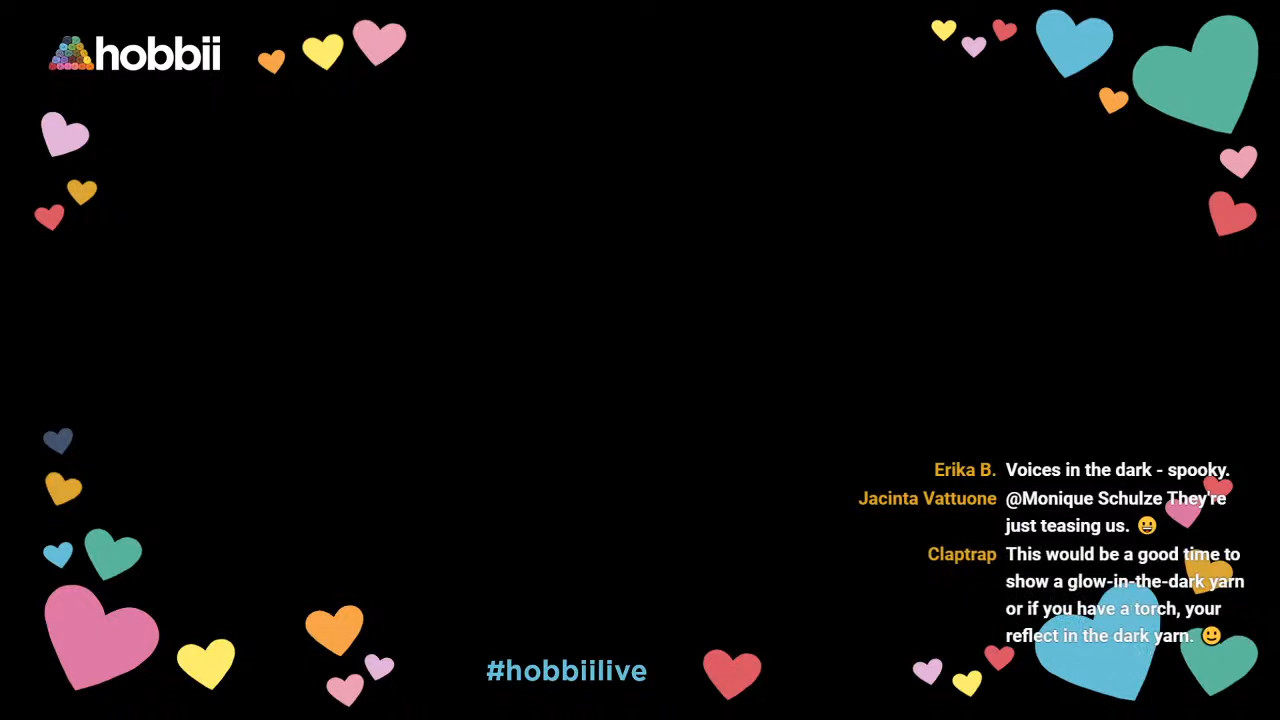 hobbii
Erika B. Voices in the dark - spooky.
Jacinta Vattuone @Monique Schulze They're
just teasing us. 😀
Claptrap This would be a good time to
show a glow-in-the-dark yarn
or if you have a torch, your
reflect in the dark yarn. 🙂
#hobbiilive